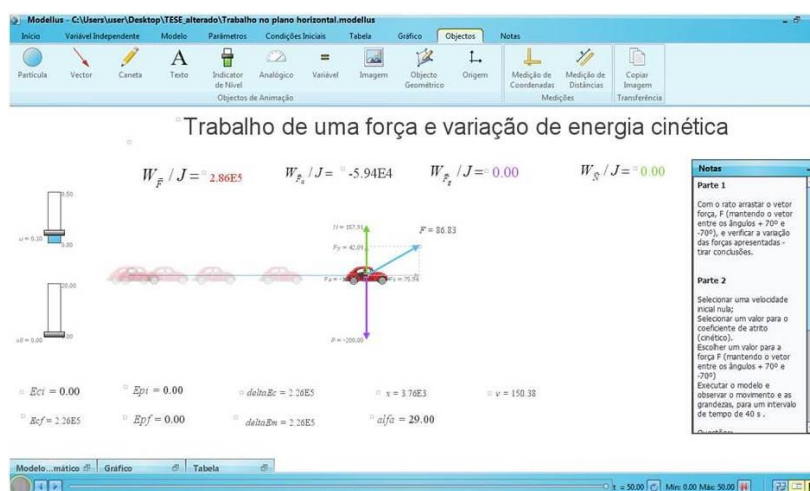 Modellus - C:\Users\user\Desktop\TESE_alterado\Trabalho no plano horizontal.modellus
Início Variável Independente Modelo Parâmetros Condições Iniciais Tabela Gráfico Objectos Notas
Partícula Vector Caneta Texto Indicador de Nível Analógico Variável Imagem Objecto Geométrico Origem Medição de Coordenadas Medição de Distâncias Copiar Imagem
Objectos de Animação Medições Transferência
Trabalho de uma força e variação de energia cinética
W F / J = 2.86E5
/ J = -5.94E4
/ J = 0.00
W N / J = 0.00
0.00
u = 0.10
F = 86.83
Fy = 42.09
P = -200.00
Eci = 0.00 Epi = 0.00 deltaEc = 2.26E5 x = 3.76E3 v = 150.38
Ecf = 2.26E5 Epf = 0.00 deltaEm = 2.26E5 alfa = 29.00
Notas
Parte 1
Com o rato arrastar o vetor
força, F (mantendo o vetor
entre os ângulos + 70º e
-70º), e verificar a variação
das forças apresentadas -
tirar conclusões.
Parte 2
Selecionar uma velocidade
inicial nula;
Selecionar um valor para o
coeficiente de atrito
(cinético).
Escolher um valor para a
força F (mantendo o vetor
entre os ângulos + 70º e
-70º)
Executar o modelo e
observar o movimento e as
grandezas, para um intervalo
de tempo de 40 s .
Modelo...mático Gráfico Tabela
t = 50.00 Mín: 0.00 Máx: 50.00